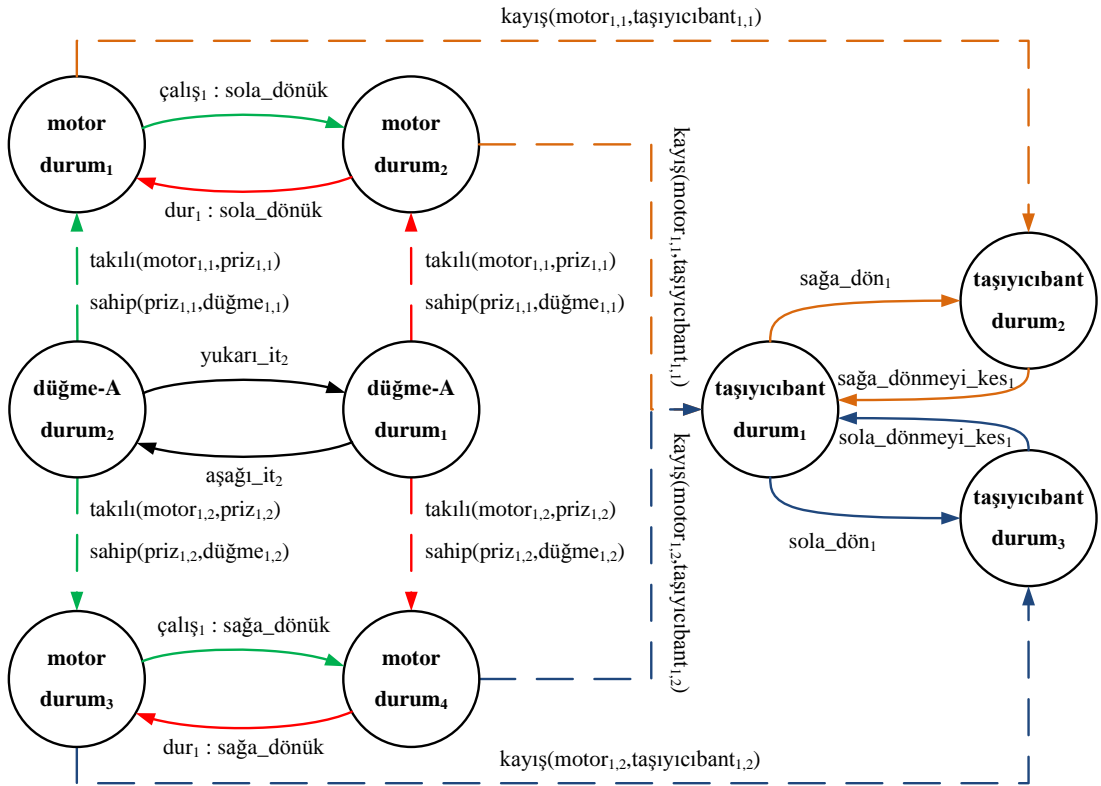 kayış(motor₁,₁,taşıyıcıbant₁,₁)
çalış₁ : sola_dönük
motor
durum₁
motor
durum₂
dur₁ : sola_dönük
kayış(motor₁,₁,taşıyıcıbant₁,₁)
takılı(motor₁,₁,priz₁,₁)
sahip(priz₁,₁,düğme₁,₁)
takılı(motor₁,₁,priz₁,₁)
sahip(priz₁,₁,düğme₁,₁)
sağa_dön₁
taşıyıcıbant
durum₂
yukarı_it₂
düğme-A
durum₂
düğme-A
durum₁
aşağı_it₂
taşıyıcıbant
durum₁
sağa_dönmeyi_kes₁
sola_dönmeyi_kes₁
kayış(motor₁,₂,taşıyıcıbant₁,₂)
takılı(motor₁,₂,priz₁,₂)
sahip(priz₁,₂,düğme₁,₂)
takılı(motor₁,₂,priz₁,₂)
sahip(priz₁,₂,düğme₁,₂)
taşıyıcıbant
durum₃
sola_dön₁
çalış₁ : sağa_dönük
motor
durum₃
motor
durum₄
dur₁ : sağa_dönük
kayış(motor₁,₂,taşıyıcıbant₁,₂)